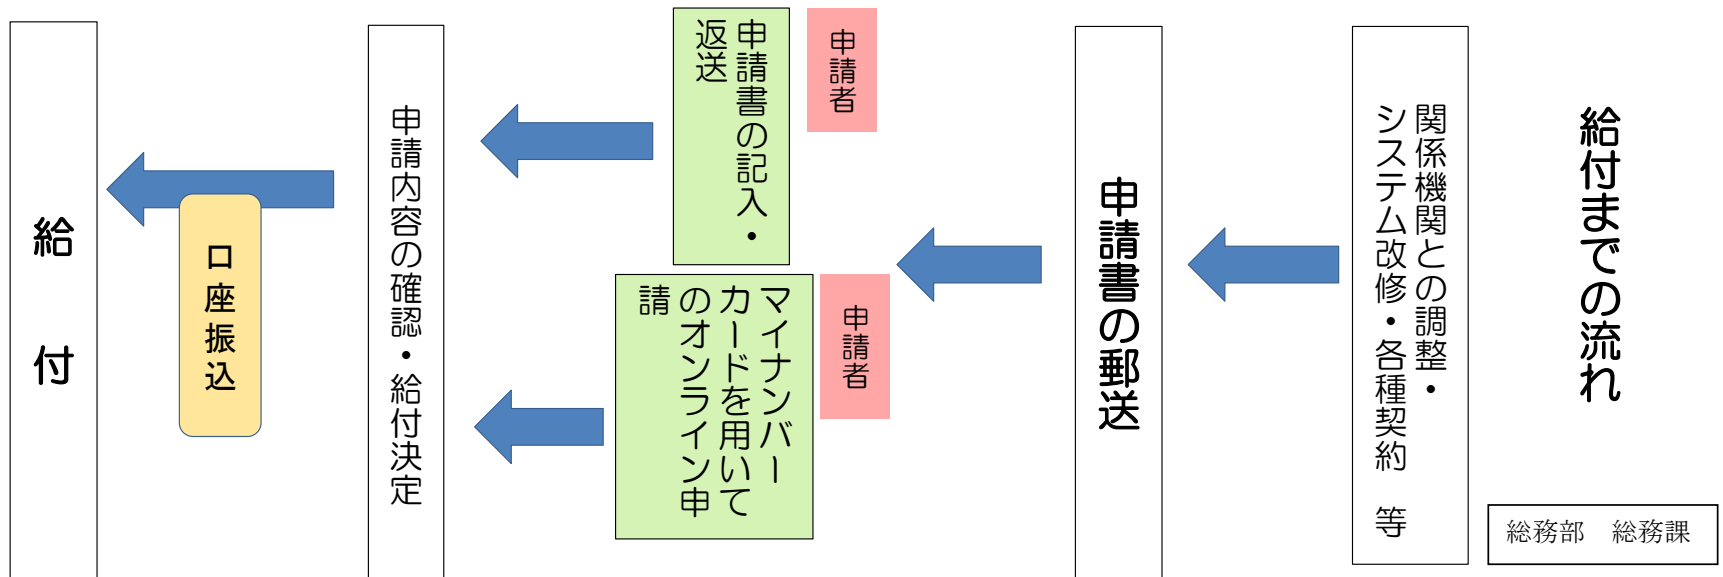 給付までの流れ
関係機関との調整・
システム改修・各種契約　等
申請書の郵送
申請者
申請書の記入・
返送
申請者
マイナンバー
カードを用いて
のオンライン申
請
申請内容の確認・給付決定
口座振込
給付
総務部　総務課